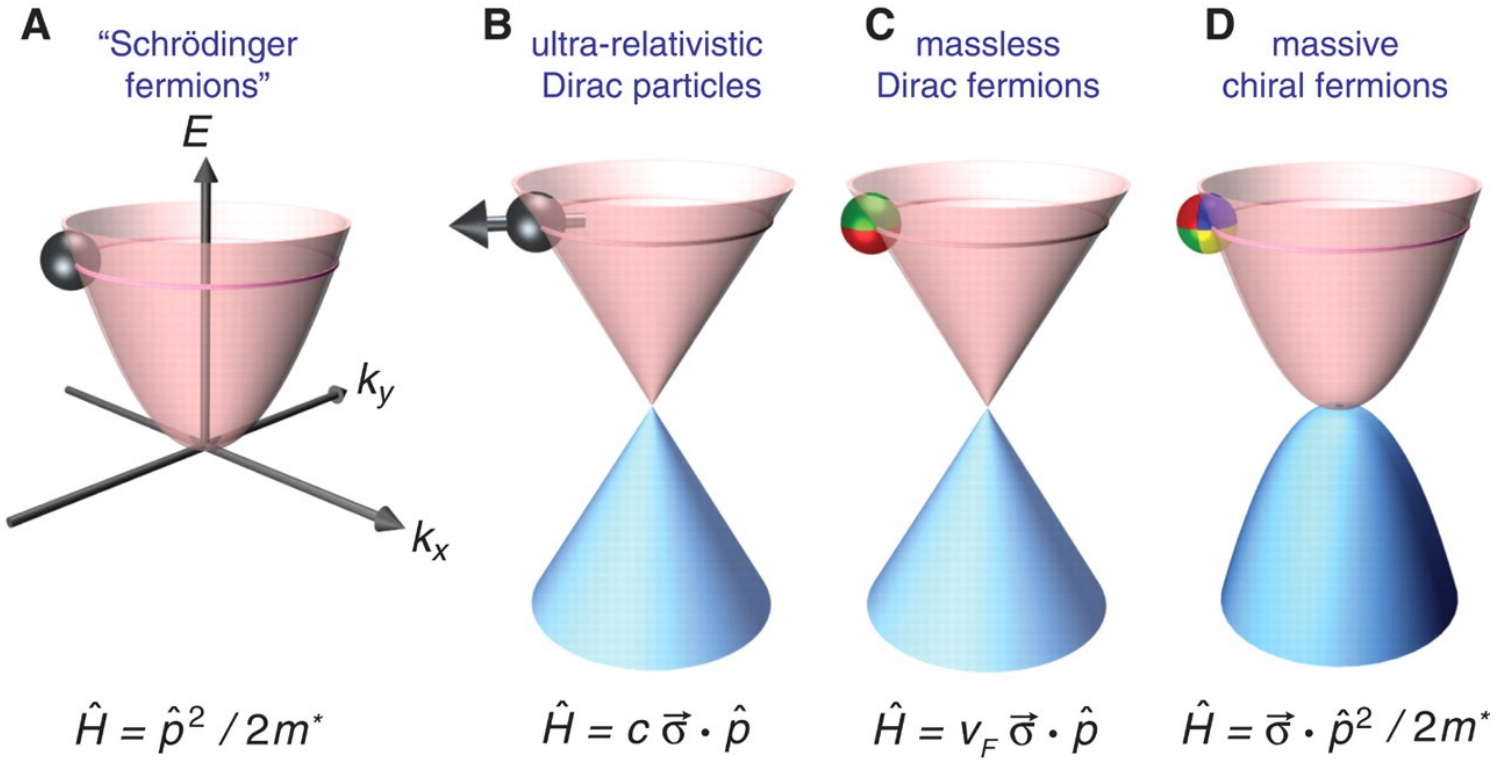 A
“Schrödinger
fermions”
E
k_y
k_x
Ĥ = p̂² / 2m*
B
ultra-relativistic
Dirac particles
Ĥ = c σ⃗ · p̂
C
massless
Dirac fermions
Ĥ = v_F σ⃗ · p̂
D
massive
chiral fermions
Ĥ = σ⃗ · p̂² / 2m*